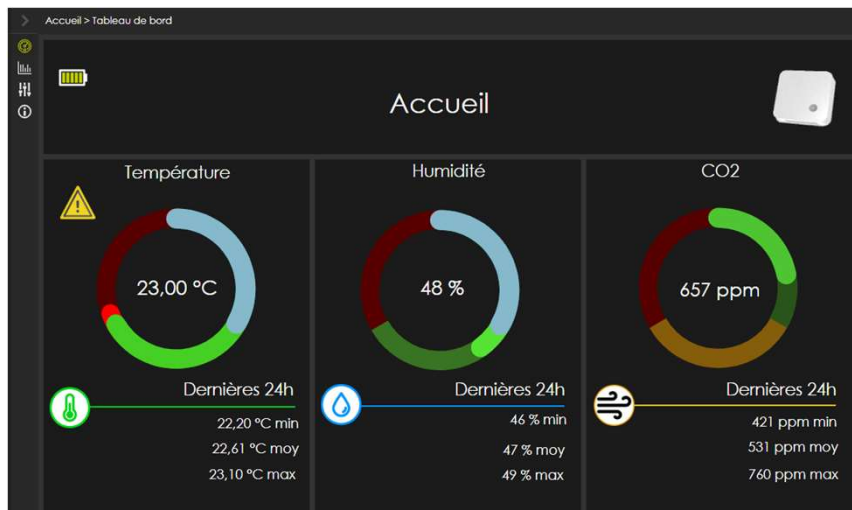 Accueil > Tableau de bord
Accueil
Température
23,00 °C
Dernières 24h
22,20 °C min
22,61 °C moy
23,10 °C max
Humidité
48 %
Dernières 24h
46 % min
47 % moy
49 % max
CO2
657 ppm
Dernières 24h
421 ppm min
531 ppm moy
760 ppm max